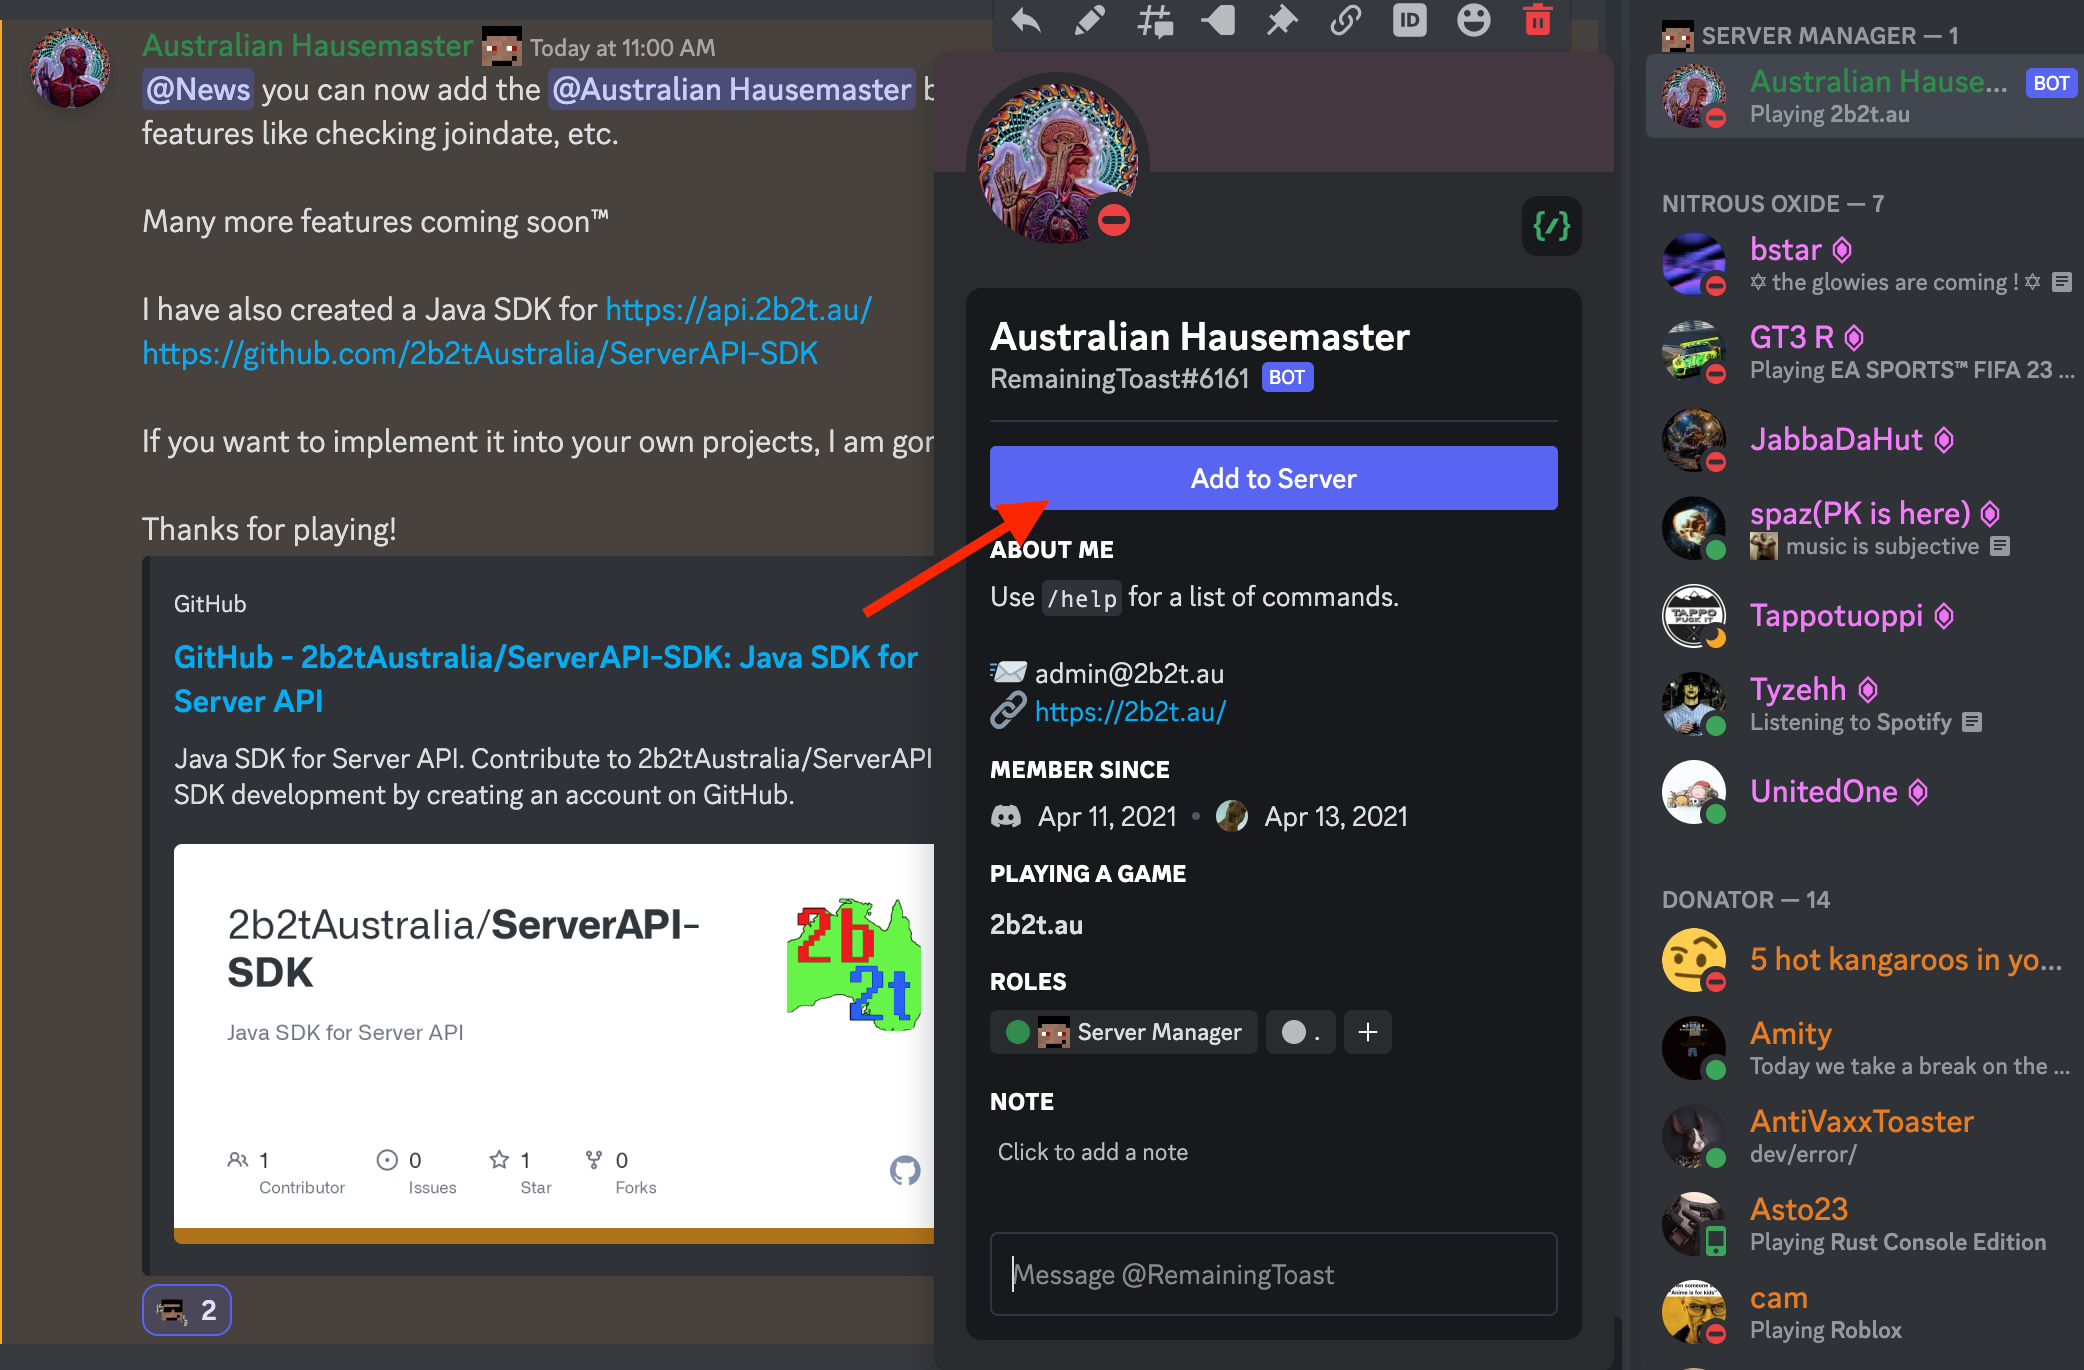 Australian Hausemaster Today at 11:00 AM
@News you can now add the @Australian Hausemaster b
features like checking joindate, etc.
Many more features coming soon™
I have also created a Java SDK for https://api.2b2t.au/
https://github.com/2b2tAustralia/ServerAPI-SDK
If you want to implement it into your own projects, I am gon
Thanks for playing!
GitHub
GitHub - 2b2tAustralia/ServerAPI-SDK: Java SDK for
Server API
Java SDK for Server API. Contribute to 2b2tAustralia/ServerAPI
SDK development by creating an account on GitHub.
2b2tAustralia/ServerAPI-
SDK
2b
2t
Java SDK for Server API
1 0 1 0
Contributor Issues Star Forks
2
ID
{/}
Australian Hausemaster
RemainingToast#6161 BOT
Add to Server
ABOUT ME
Use /help for a list of commands.
admin@2b2t.au
https://2b2t.au/
MEMBER SINCE
Apr 11, 2021 • Apr 13, 2021
PLAYING A GAME
2b2t.au
ROLES
Server Manager . +
NOTE
Click to add a note
Message @RemainingToast
SERVER MANAGER — 1
Australian Hause... BOT
Playing 2b2t.au
NITROUS OXIDE — 7
bstar
✡ the glowies are coming ! ✡
GT3 R
Playing EA SPORTS™ FIFA 23 ...
JabbaDaHut
spaz(PK is here)
music is subjective
TAPPO
FUCK IT
Tappotuoppi
Tyzehh
Listening to Spotify
UnitedOne
DONATOR — 14
5 hot kangaroos in yo...
Amity
Today we take a break on the ...
AntiVaxxToaster
dev/error/
Asto23
Playing Rust Console Edition
"Anime is for kids"
cam
Playing Roblox